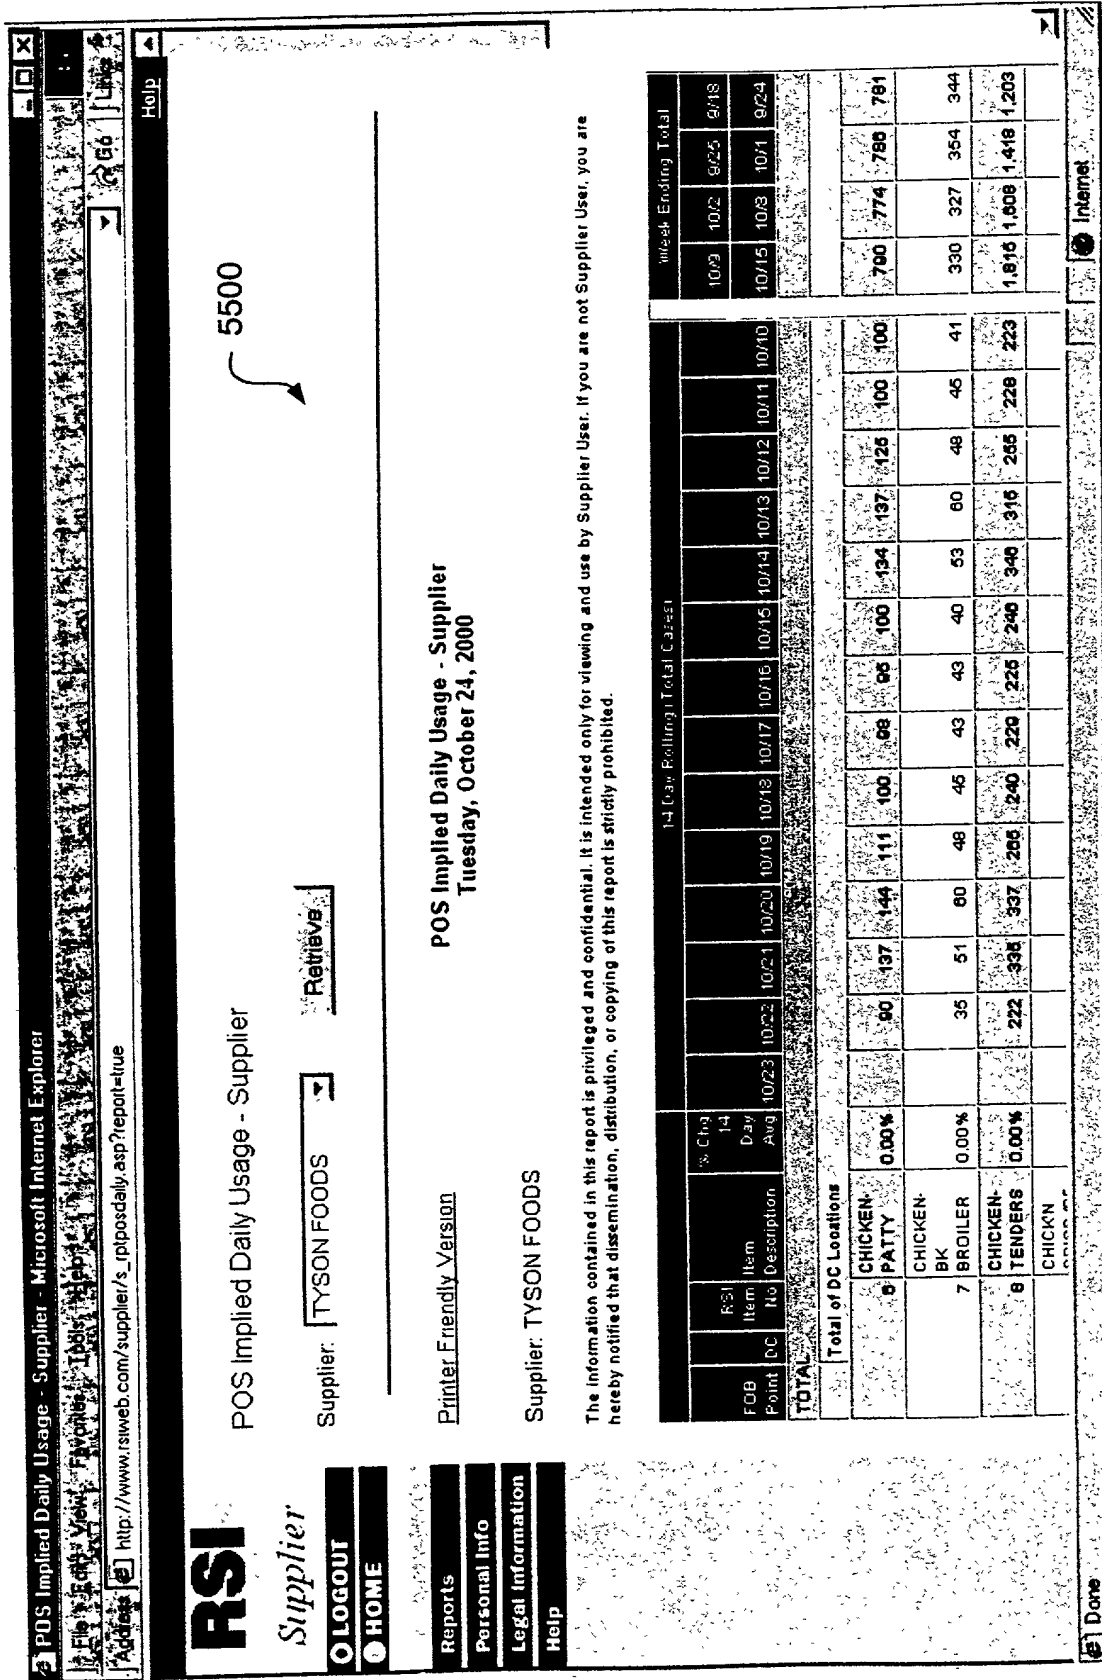 POS Implied Daily Usage - Supplier - Microsoft Internet Explorer
File Edit View Favorites Tools Help
Address http://www.rsiweb.com/supplier/s_rptposdaily.asp?report=true Links
Help
RSI
Supplier
LOGOUT
HOME
Reports
Personal Info
Legal Information
Help
POS Implied Daily Usage - Supplier
5500
Supplier: TYSON FOODS Retrieve
Printer Friendly Version
POS Implied Daily Usage - Supplier
Tuesday, October 24, 2000
Supplier: TYSON FOODS
The information contained in this report is privileged and confidential. It is intended only for viewing and use by Supplier User. If you are not Supplier User, you are
hereby notified that dissemination, distribution, or copying of this report is strictly prohibited.
14 Day Rolling (Total Cases) Week Ending Total
% Chg 10/9 10/2 9/25 9/18
RSI 14
FOB Item Item Day
Point DC No Description Avg 10/23 10/22 10/21 10/20 10/19 10/18 10/17 10/16 10/15 10/14 10/13 10/12 10/11 10/10 10/15 10/8 10/1 9/24
TOTAL
Total of DC Locations
CHICKEN-
6 PATTY 0.00% 90 137 144 111 100 98 95 100 134 137 125 100 100 790 774 786 781
CHICKEN-
BK
7 BROILER 0.00% 35 51 60 48 45 43 43 40 53 60 48 45 41 330 327 354 344
CHICKEN-
8 TENDERS 0.00% 222 335 337 265 240 229 225 240 346 315 255 228 223 1,815 1,608 1,418 1,203
CHICK'N
Done Internet